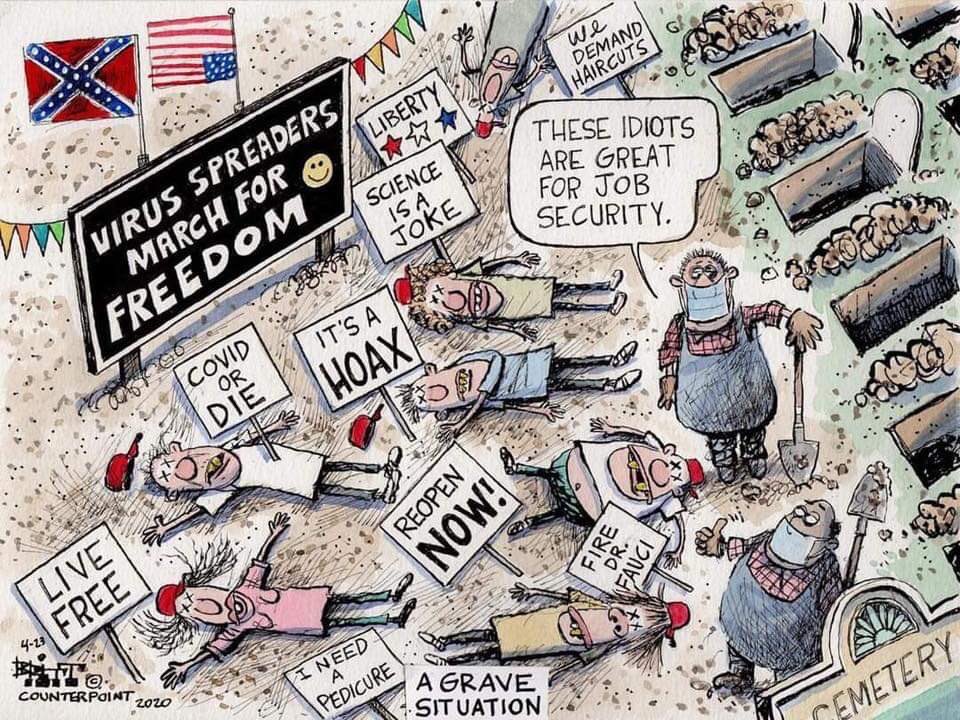 VIRUS SPREADERS
MARCH FOR
FREEDOM
LIBERTY
WE
DEMAND
HAIRCUTS
SCIENCE
IS A
JOKE
THESE IDIOTS
ARE GREAT
FOR JOB
SECURITY.
COVID
OR
DIE
IT'S A
HOAX
REOPEN
NOW!
FIRE
DR.
FAUCI
LIVE
FREE
I NEED
A
PEDICURE
A GRAVE
SITUATION
CEMETERY
4-23
©
COUNTERPOINT 2020